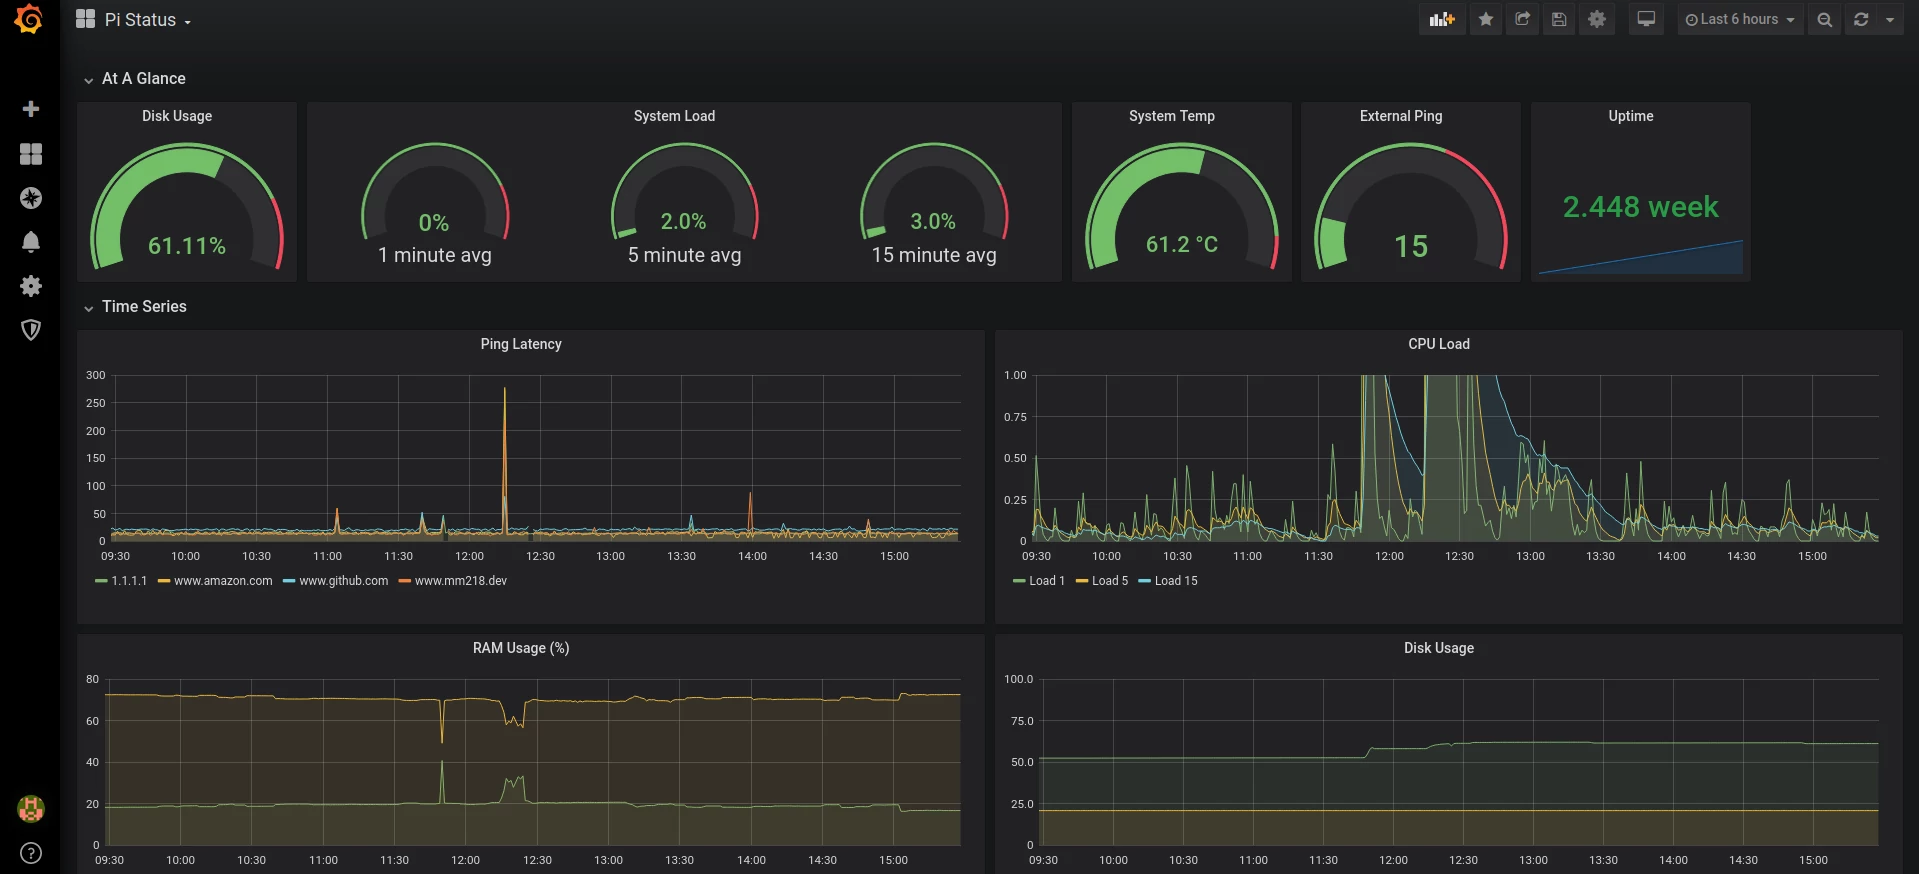 Pi Status
Last 6 hours
At A Glance
Disk Usage
61.11%
System Load
0%
1 minute avg
2.0%
5 minute avg
3.0%
15 minute avg
System Temp
61.2 °C
External Ping
15
Uptime
2.448 week
Time Series
Ping Latency
300
250
200
150
100
50
0
09:30 10:00 10:30 11:00 11:30 12:00 12:30 13:00 13:30 14:00 14:30 15:00
1.1.1.1 www.amazon.com www.github.com www.mm218.dev
CPU Load
1.00
0.75
0.50
0.25
0
09:30 10:00 10:30 11:00 11:30 12:00 12:30 13:00 13:30 14:00 14:30 15:00
Load 1 Load 5 Load 15
RAM Usage (%)
80
60
40
20
0
09:30 10:00 10:30 11:00 11:30 12:00 12:30 13:00 13:30 14:00 14:30 15:00
Disk Usage
100.0
75.0
50.0
25.0
0
09:30 10:00 10:30 11:00 11:30 12:00 12:30 13:00 13:30 14:00 14:30 15:00